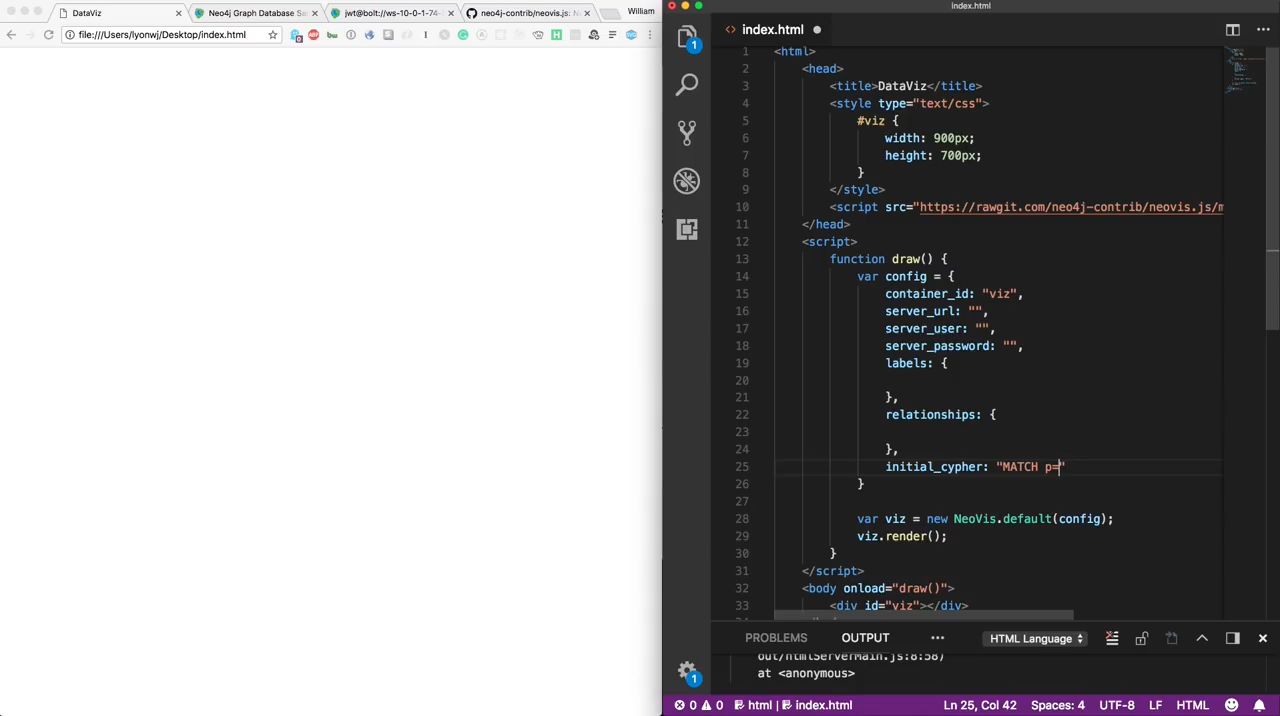 DataViz
Neo4j Graph Database Sa
jwt@bolt://ws-10-0-1-74-
neo4j-contrib/neovis.js: N
William
file:///Users/lyonwj/Desktop/index.html
index.html
index.html
1 <html>
2 <head>
3 <title>DataViz</title>
4 <style type="text/css">
5 #viz {
6 width: 900px;
7 height: 700px;
8 }
9 </style>
10 <script src="https://rawgit.com/neo4j-contrib/neovis.js/m
11 </head>
12 <script>
13 function draw() {
14 var config = {
15 container_id: "viz",
16 server_url: "",
17 server_user: "",
18 server_password: "",
19 labels: {
20
21 },
22 relationships: {
23
24 },
25 initial_cypher: "MATCH p="
26 }
27
28 var viz = new NeoVis.default(config);
29 viz.render();
30 }
31 </script>
32 <body onload="draw()">
33 <div id="viz"></div>
1
PROBLEMS OUTPUT ••• HTML Language
out/htmlServerMain.js:8:58)
at <anonymous>
1
0 0 html | index.html Ln 25, Col 42 Spaces: 4 UTF-8 LF HTML